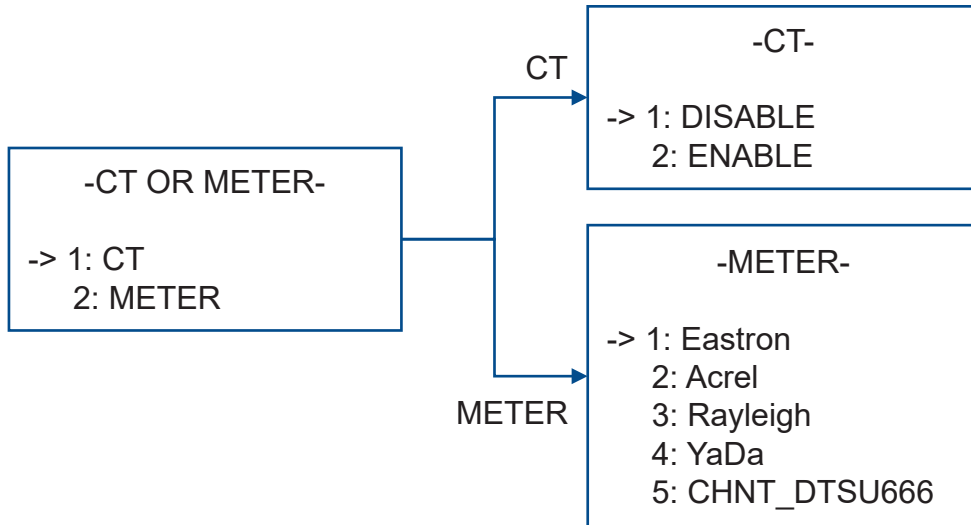 -CT OR METER-
-> 1: CT
2: METER
CT
-CT-
-> 1: DISABLE
2: ENABLE
METER
-METER-
-> 1: Eastron
2: Acrel
3: Rayleigh
4: YaDa
5: CHNT_DTSU666